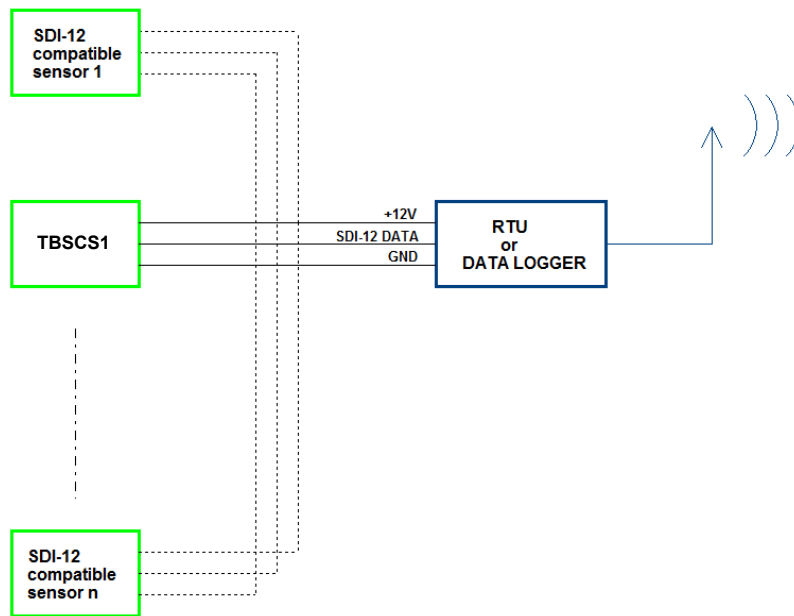 SDI-12
compatible
sensor 1
TBSCS1
+12V
SDI-12 DATA
GND
RTU
or
DATA LOGGER
SDI-12
compatible
sensor n